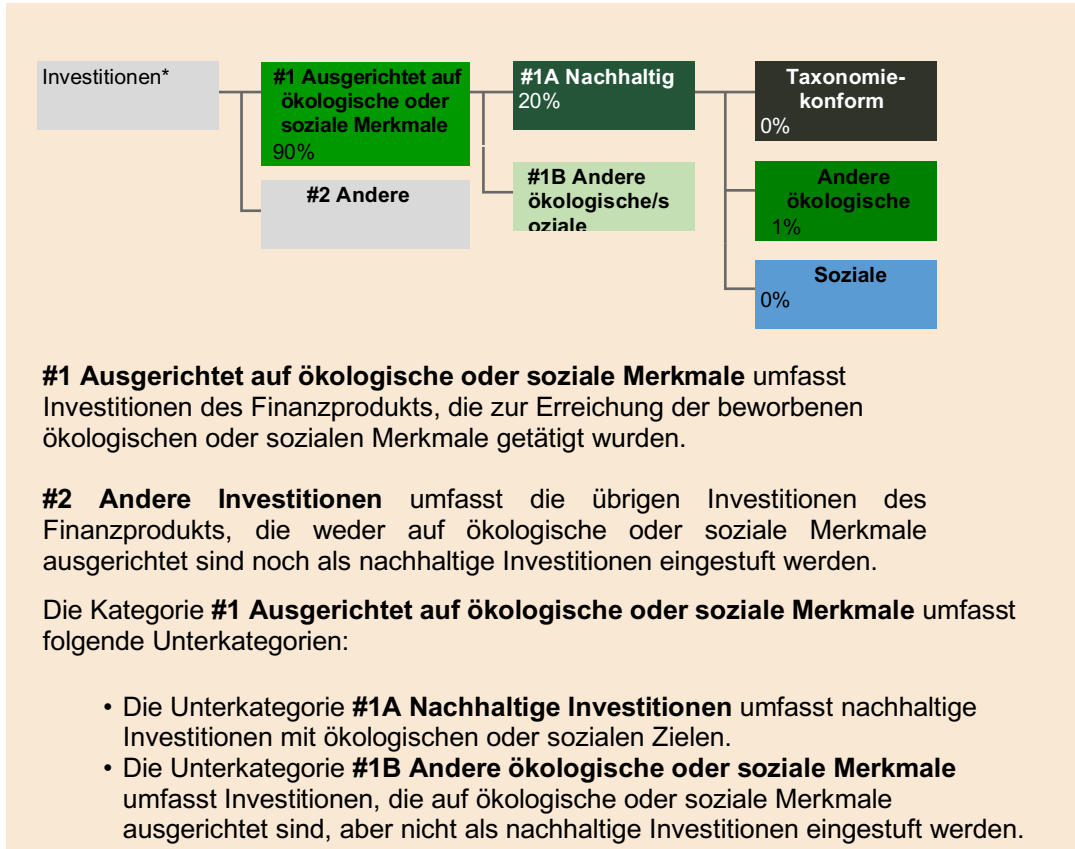 Investitionen*
#1 Ausgerichtet auf
ökologische oder
soziale Merkmale
90%
#2 Andere
#1A Nachhaltig
20%
#1B Andere
ökologische/s
oziale
Taxonomie-
konform
0%
Andere
ökologische
1%
Soziale
0%
#1 Ausgerichtet auf ökologische oder soziale Merkmale umfasst
Investitionen des Finanzprodukts, die zur Erreichung der beworbenen
ökologischen oder sozialen Merkmale getätigt wurden.
#2 Andere Investitionen umfasst die übrigen Investitionen des
Finanzprodukts, die weder auf ökologische oder soziale Merkmale
ausgerichtet sind noch als nachhaltige Investitionen eingestuft werden.
Die Kategorie #1 Ausgerichtet auf ökologische oder soziale Merkmale umfasst
folgende Unterkategorien:
• Die Unterkategorie #1A Nachhaltige Investitionen umfasst nachhaltige
Investitionen mit ökologischen oder sozialen Zielen.
• Die Unterkategorie #1B Andere ökologische oder soziale Merkmale
umfasst Investitionen, die auf ökologische oder soziale Merkmale
ausgerichtet sind, aber nicht als nachhaltige Investitionen eingestuft werden.